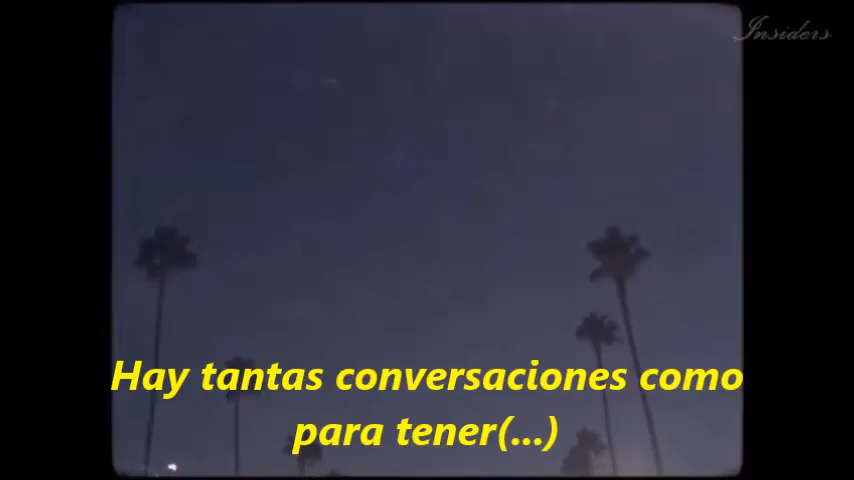 Insiders
Hay tantas conversaciones como
para tener(...)